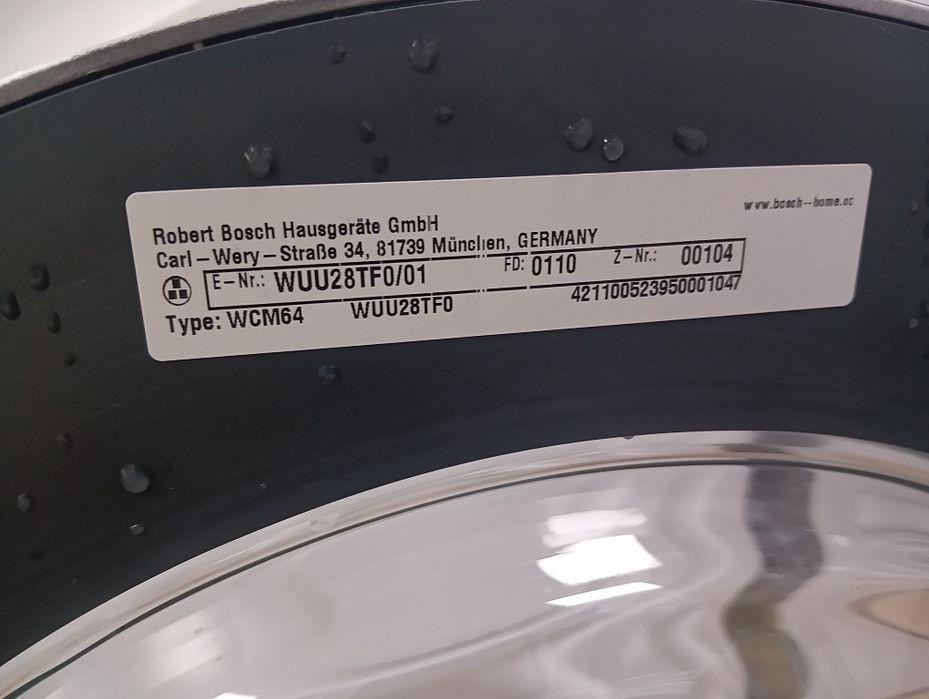 www.bosch-home.cc
Robert Bosch Hausgeräte GmbH
Carl-Wery-Straße 34, 81739 München, GERMANY
E-Nr.: WUU28TF0/01 FD: 0110 Z-Nr.: 00104
Type: WCM64 WUU28TF0 421100523950001047